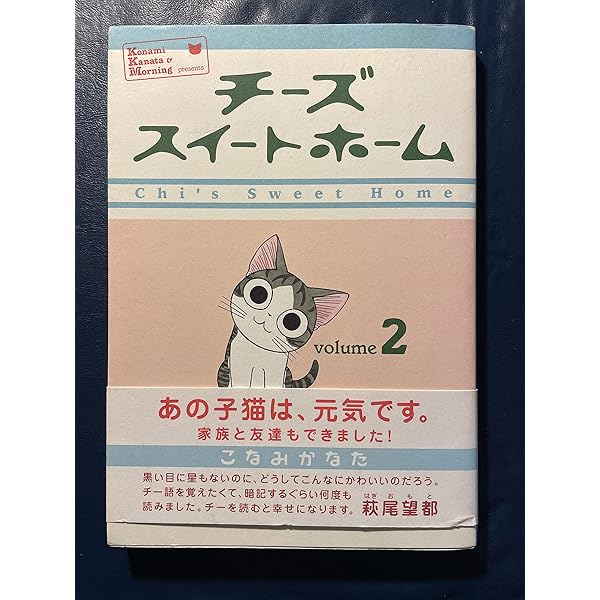 Konami
Kanata &
Morning presents
チーズ
スイートホーム
Chi's Sweet Home
volume 2
あの子猫は、元気です。
家族と友達もできました!
こなみかなた
黒い目に星もないのに、どうしてこんなにかわいいのだろう。
チー語を覚えたくて、暗記するぐらい何度も
読みました。チーを読むと幸せになります。 萩尾望都
はぎおもと